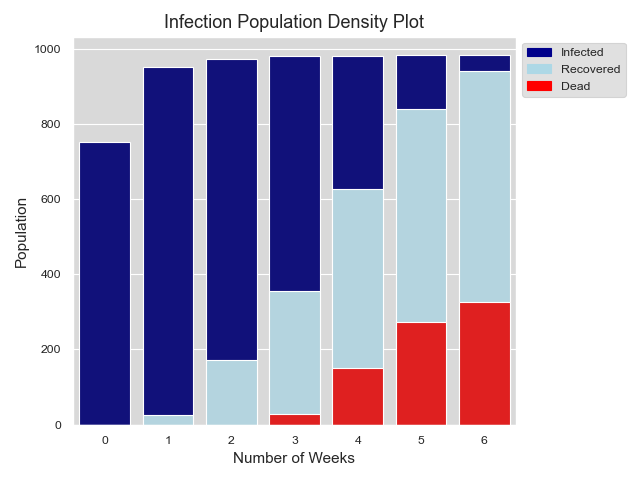 Infection Population Density Plot
Infected
Recovered
Dead
1000
800
600
400
200
0
Population
0 1 2 3 4 5 6
Number of Weeks